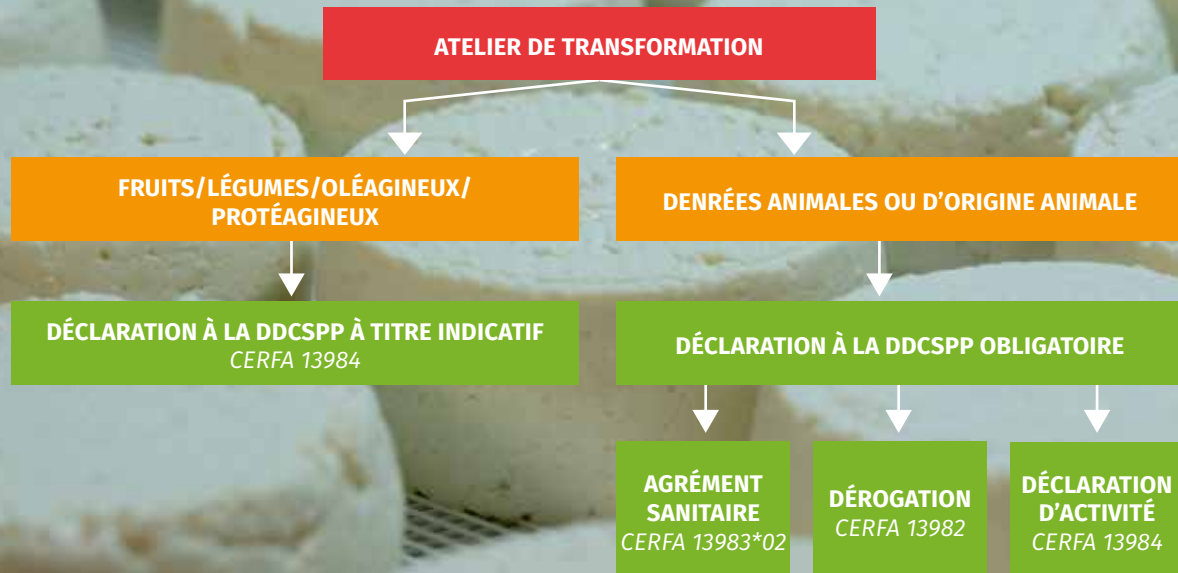 ATELIER DE TRANSFORMATION
FRUITS/LÉGUMES/OLÉAGINEUX/
PROTÉAGINEUX
DENRÉES ANIMALES OU D’ORIGINE ANIMALE
DÉCLARATION À LA DDCSPP À TITRE INDICATIF
CERFA 13984
DÉCLARATION À LA DDCSPP OBLIGATOIRE
AGRÉMENT
SANITAIRE
CERFA 13983*02
DÉROGATION
CERFA 13982
DÉCLARATION
D’ACTIVITÉ
CERFA 13984